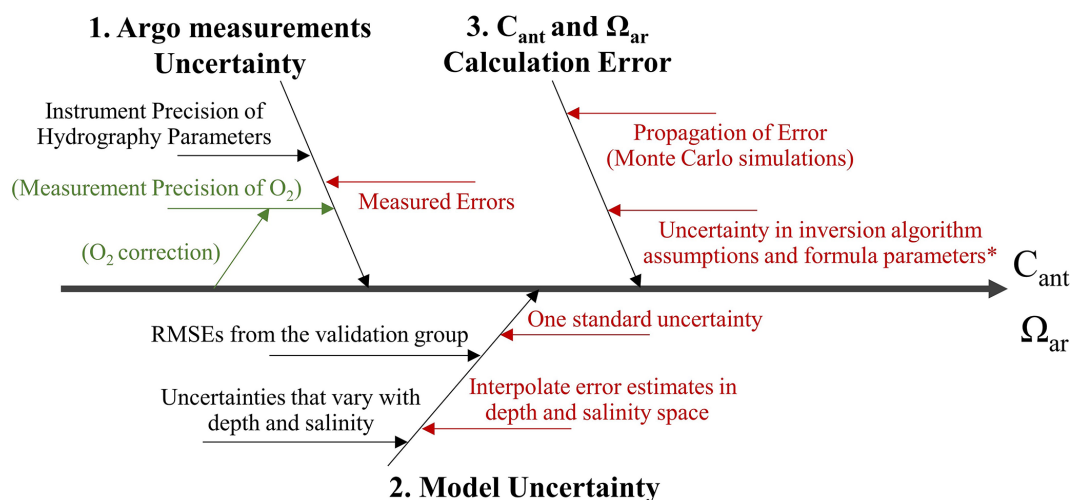 1. Argo measurements
Uncertainty
3. Cant and Ωar
Calculation Error
Instrument Precision of
Hydrography Parameters
(Measurement Precision of O2)
(O2 correction)
Measured Errors
Propagation of Error
(Monte Carlo simulations)
Uncertainty in inversion algorithm
assumptions and formula parameters*
Cant
Ωar
RMSEs from the validation group
One standard uncertainty
Uncertainties that vary with
depth and salinity
Interpolate error estimates in
depth and salinity space
2. Model Uncertainty